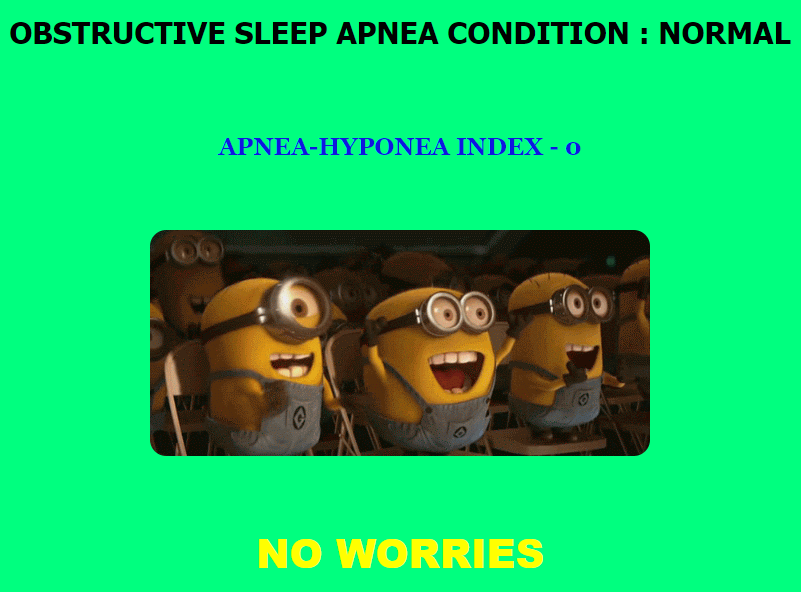 OBSTRUCTIVE SLEEP APNEA CONDITION : NORMAL
APNEA-HYPONEA INDEX - 0
NO WORRIES